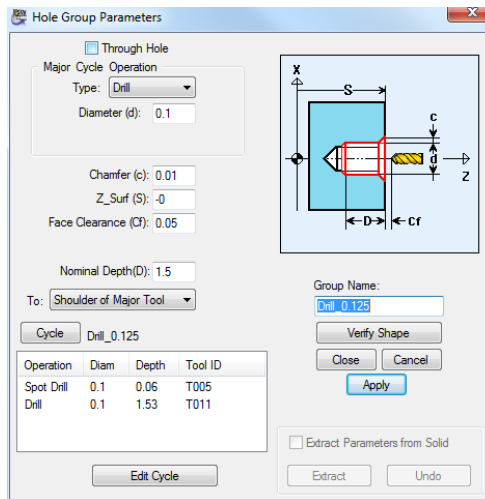 Hole Group Parameters
Through Hole
Major Cycle Operation
Type: Drill
Diameter (d): 0.1
Chamfer (c): 0.01
Z_Surf (S): -0
Face Clearance (Cf): 0.05
Nominal Depth(D): 1.5
To: Shoulder of Major Tool
Cycle Drill_0.125
Operation Diam Depth Tool ID
Spot Drill 0.1 0.06 T005
Drill 0.1 1.53 T011
Edit Cycle
X
S
c
d
Z
D
Cf
Group Name:
Drill_0.125
Verify Shape
Close Cancel
Apply
Extract Parameters from Solid
Extract Undo